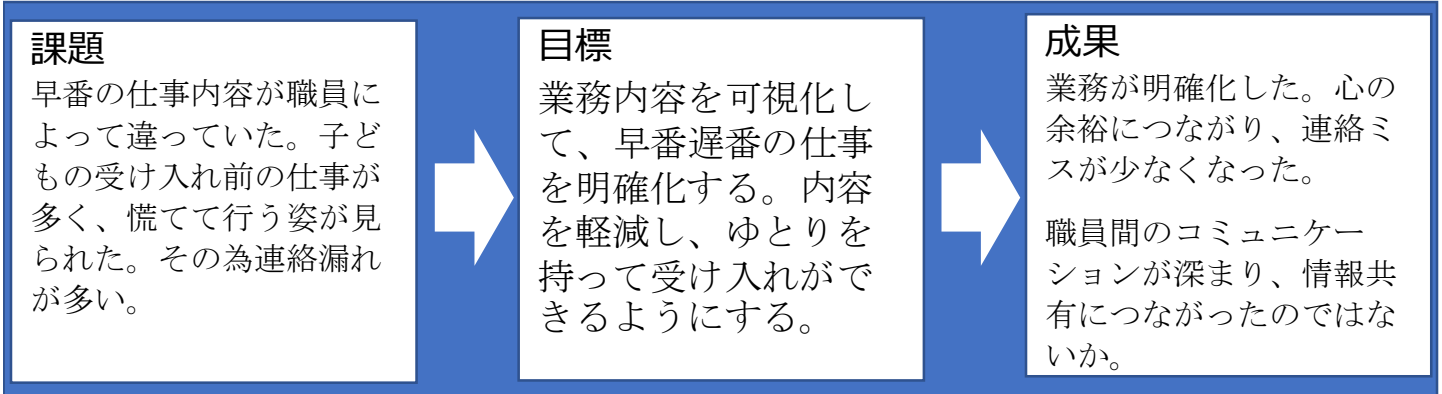 課題
早番の仕事内容が職員に
よって違っていた。子ど
もの受け入れ前の仕事が
多く、慌てて行う姿が見
られた。その為連絡漏れ
が多い。
目標
業務内容を可視化し
て、早番遅番の仕事
を明確化する。内容
を軽減し、ゆとりを
持って受け入れがで
きるようにする。
成果
業務が明確化した。心の
余裕につながり、連絡ミ
スが少なくなった。
職員間のコミュニケー
ションが深まり、情報共
有につながったのではな
いか。